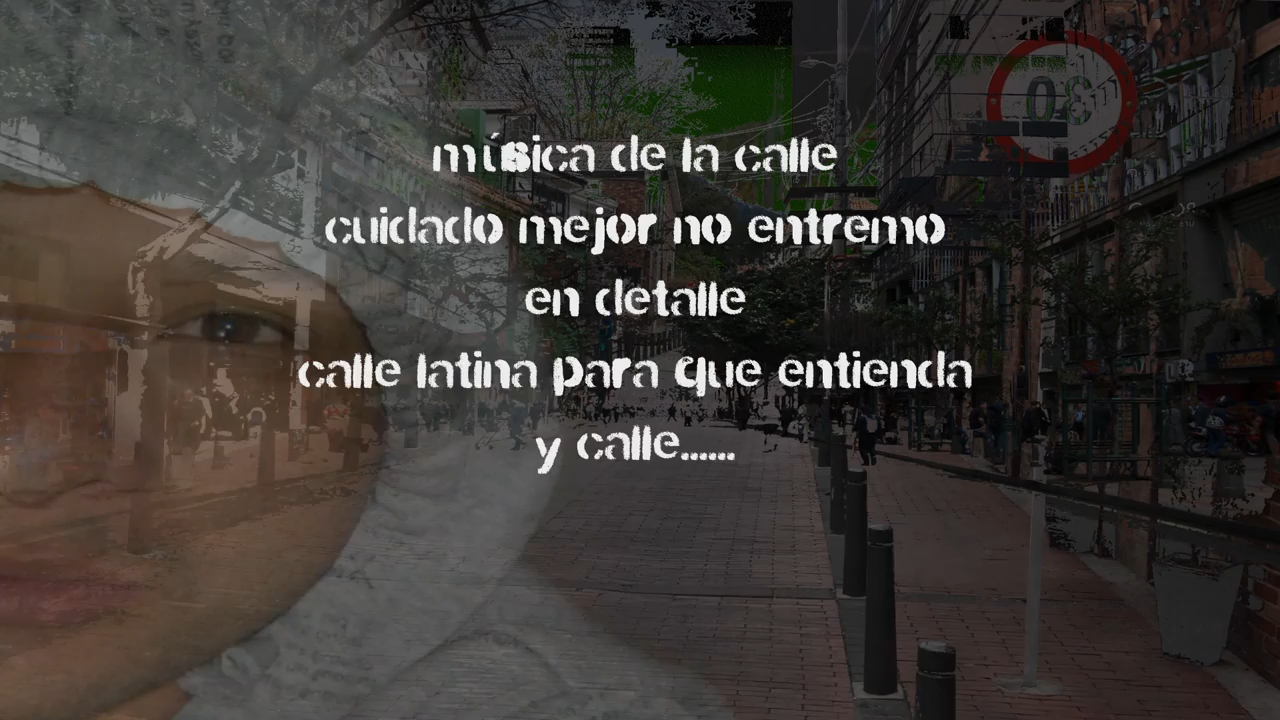 música de la calle
cuidado mejor no entremo
en detalle
calle latina para que entienda
y calle......